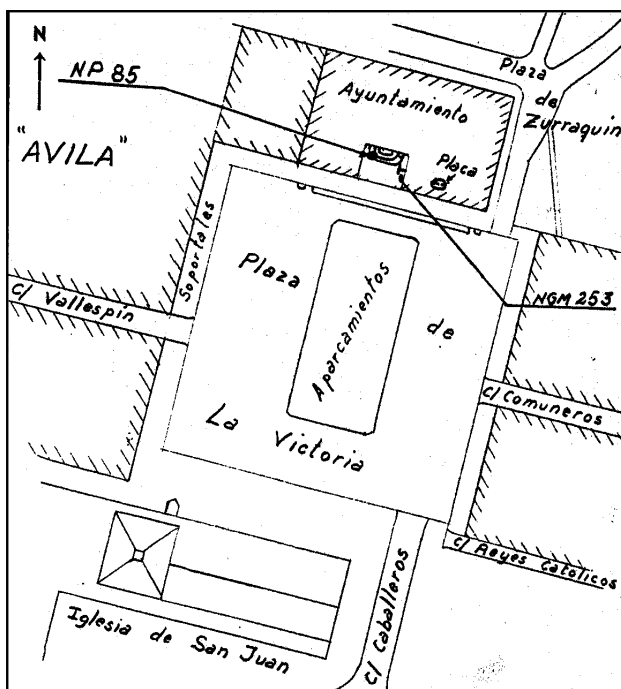 N
NP 85
"AVILA"
Ayuntamiento
Placa
Plaza
de
Zurraquin
NGM 253
Soportales
c/ Vallespín
Plaza
de
La Victoria
Aparcamientos
c/ Comuneros
c/ Reyes Catolicos
c/ Caballeros
Iglesia de San Juan